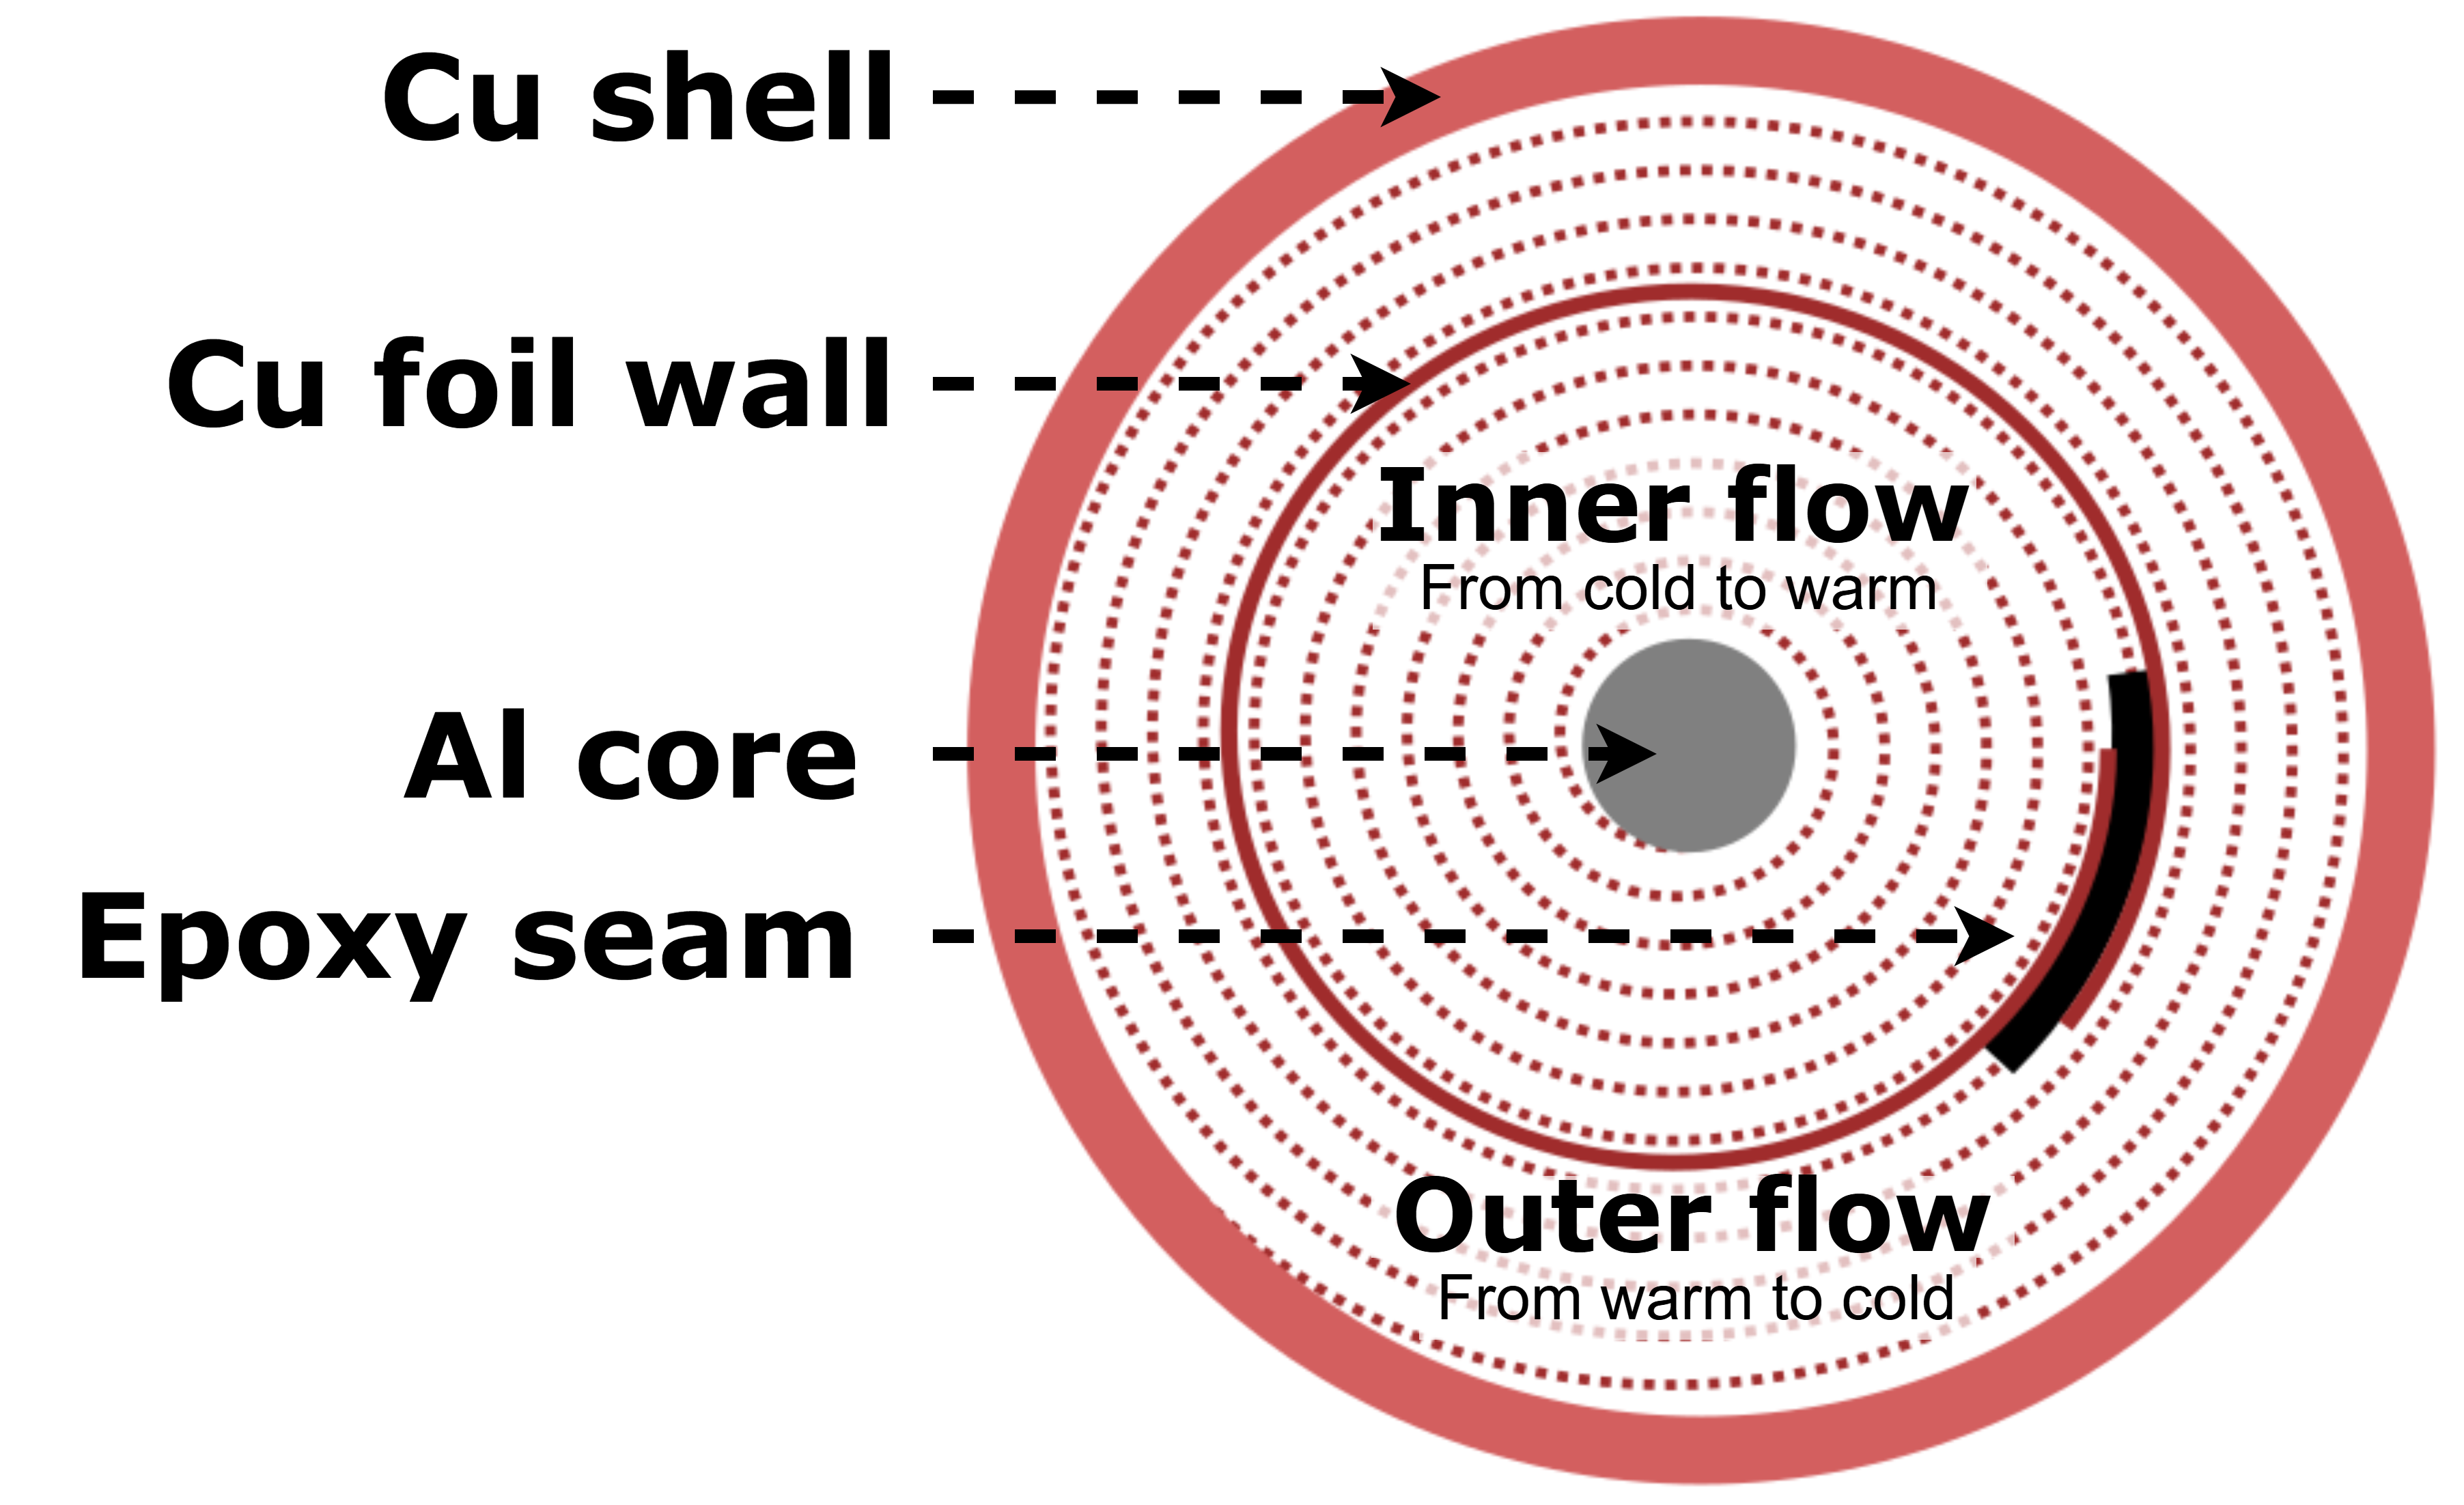 Cu shell
Cu foil wall
Inner flow
From cold to warm
Al core
Epoxy seam
Outer flow
From warm to cold